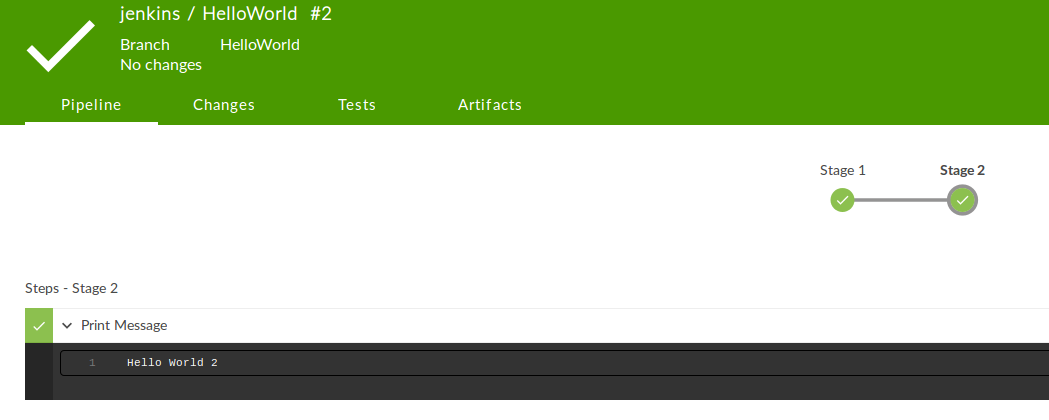 jenkins / HelloWorld #2
Branch HelloWorld
No changes
Pipeline Changes Tests Artifacts
Stage 1 Stage 2
Steps - Stage 2
Print Message
1 Hello World 2